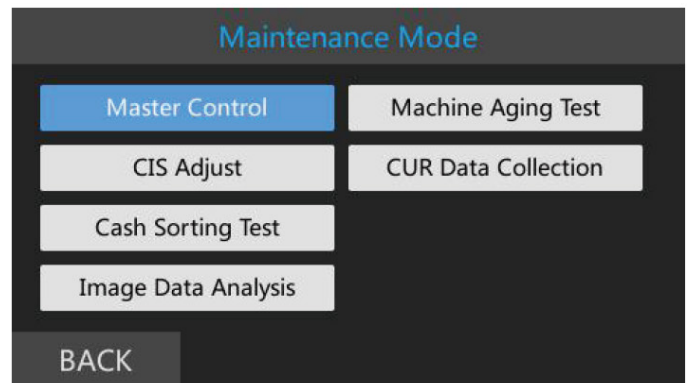 Maintenance Mode
Master Control
Machine Aging Test
CIS Adjust
CUR Data Collection
Cash Sorting Test
Image Data Analysis
BACK